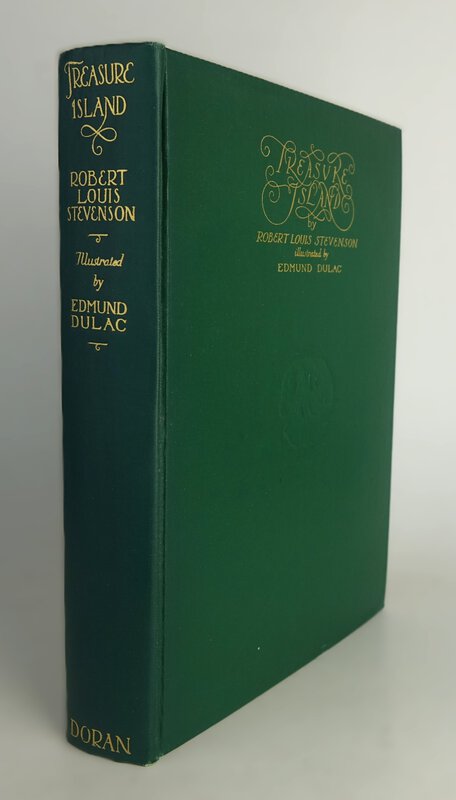 TREASURE
ISLAND
ROBERT
LOUIS
STEVENSON
Illustrated
by
EDMUND
DULAC
DORAN
TREASURE
ISLAND
by
ROBERT LOUIS STEVENSON
illustrated by
EDMUND DULAC